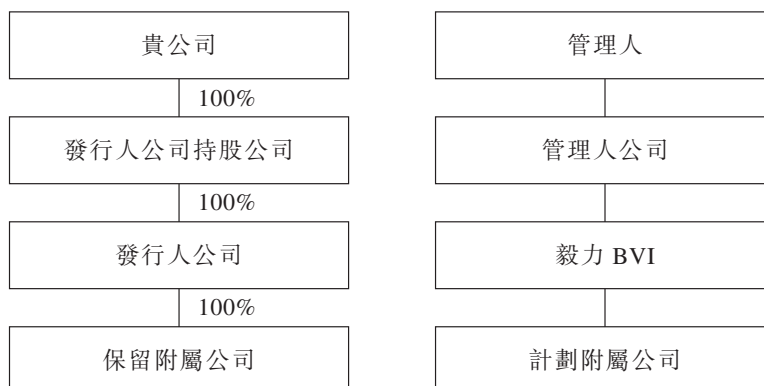 貴公司
100%
發行人公司持股公司
100%
發行人公司
100%
保留附屬公司
管理人
管理人公司
毅力 BVI
計劃附屬公司